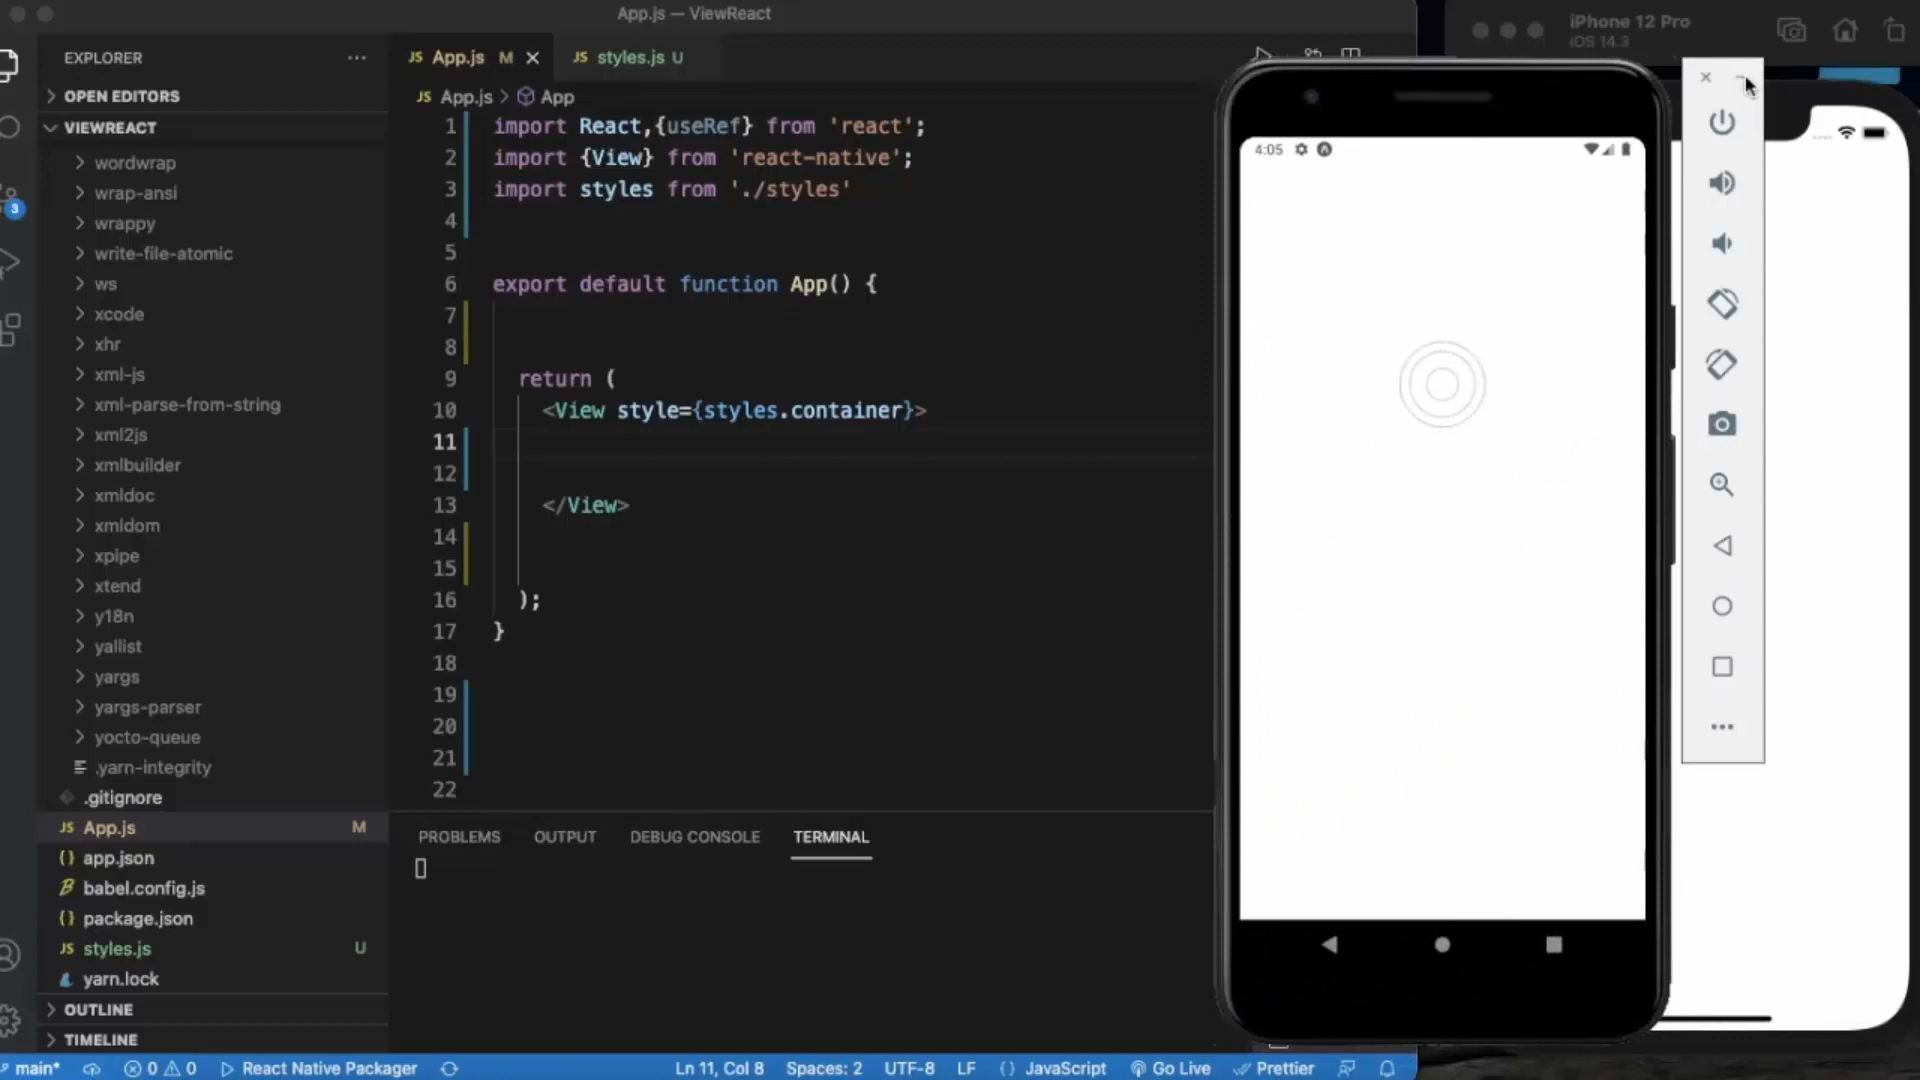 App.js — ViewReact
iPhone 12 Pro
iOS 14.3
EXPLORER
OPEN EDITORS
VIEWREACT
wordwrap
wrap-ansi
wrappy
write-file-atomic
ws
xcode
xhr
xml-js
xml-parse-from-string
xml2js
xmlbuilder
xmldoc
xmldom
xpipe
xtend
y18n
yallist
yargs
yargs-parser
yocto-queue
.yarn-integrity
.gitignore
JS App.js M
{} app.json
babel.config.js
{} package.json
JS styles.js U
yarn.lock
OUTLINE
TIMELINE
3
JS App.js M
JS styles.js U
JS App.js > App
1 import React,{useRef} from 'react';
2 import {View} from 'react-native';
3 import styles from './styles'
4
5
6 export default function App() {
7
8
9 return (
10 <View style={styles.container}>
11
12
13 </View>
14
15
16 );
17 }
18
19
20
21
22
PROBLEMS OUTPUT DEBUG CONSOLE TERMINAL
4:05
main* 0 0 React Native Packager Ln 11, Col 8 Spaces: 2 UTF-8 LF {} JavaScript Go Live Prettier